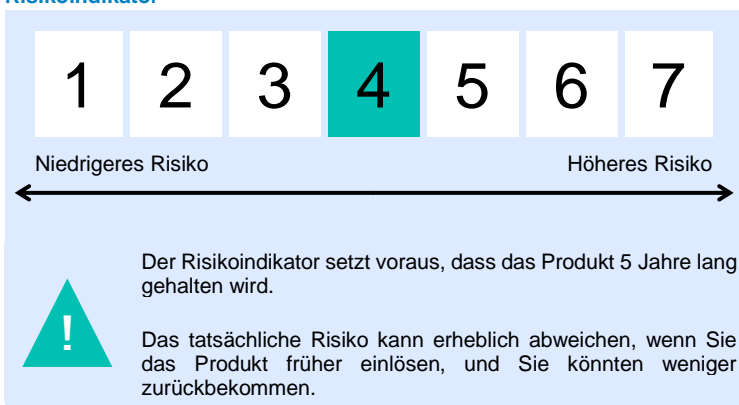 Risikoindikator
1 2 3 4 5 6 7
Niedrigeres Risiko Höheres Risiko
Der Risikoindikator setzt voraus, dass das Produkt 5 Jahre lang
gehalten wird.
!
Das tatsächliche Risiko kann erheblich abweichen, wenn Sie
das Produkt früher einlösen, und Sie könnten weniger
zurückbekommen.